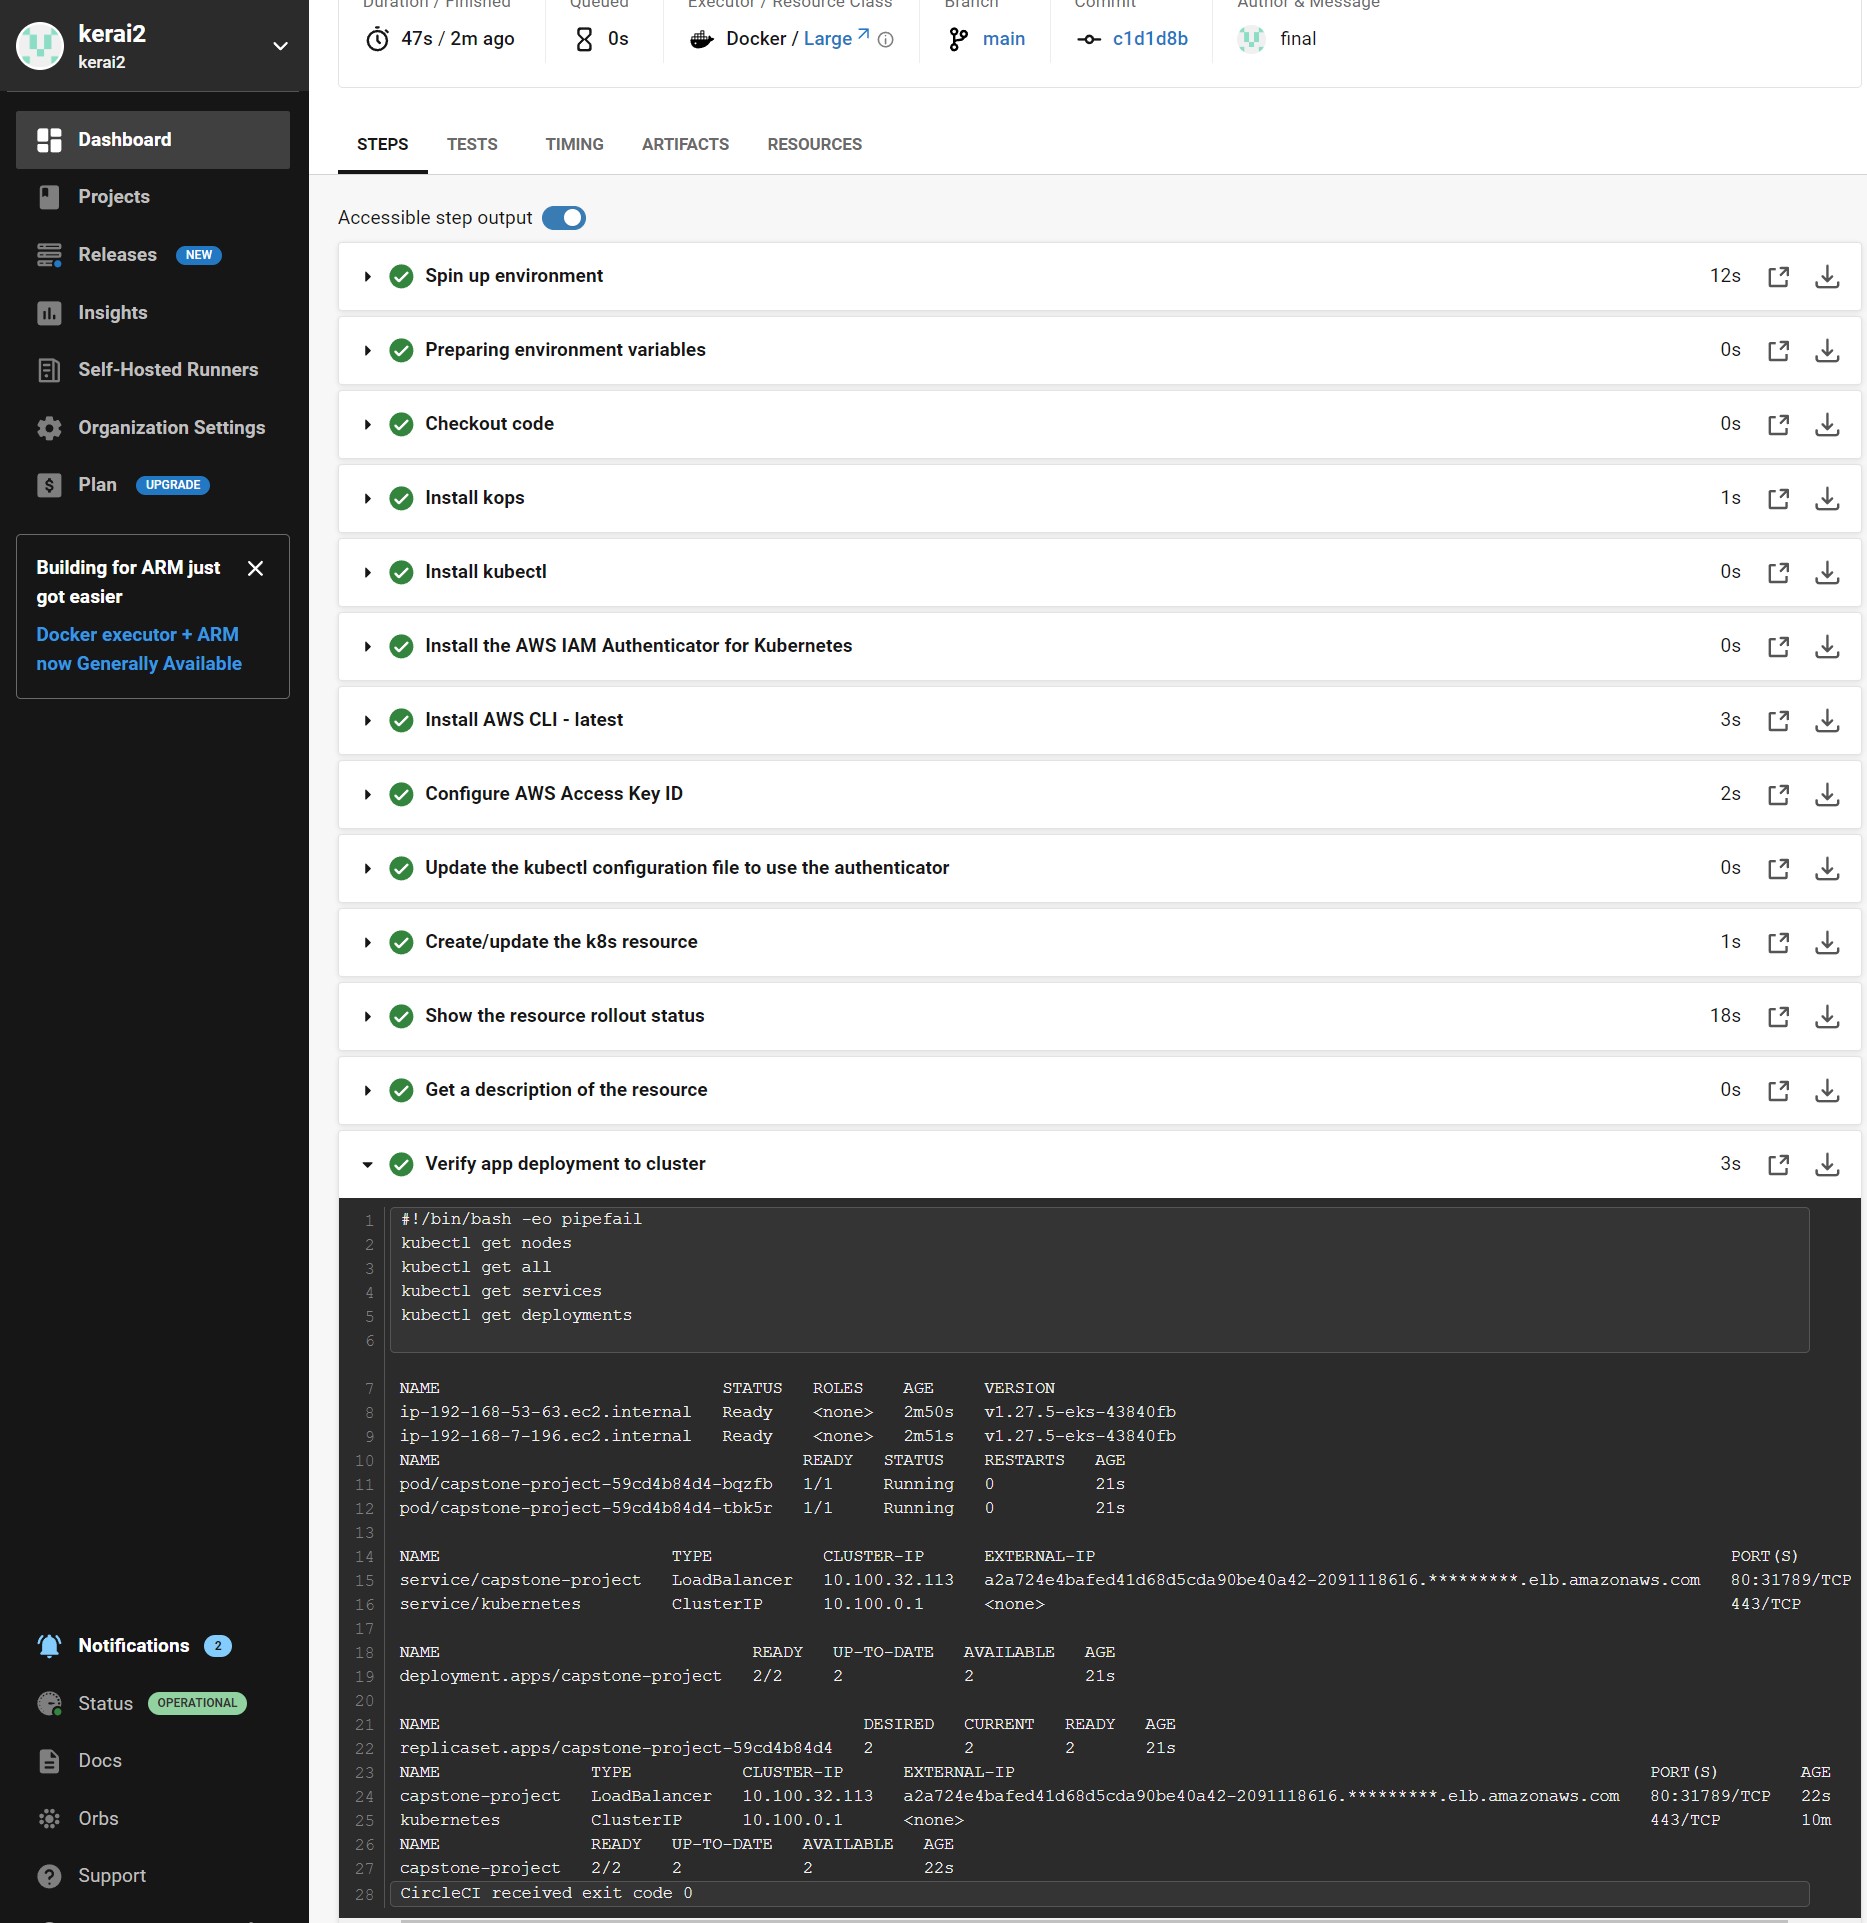 kerai2
kerai2
Dashboard
Projects
Releases NEW
Insights
Self-Hosted Runners
Organization Settings
Plan UPGRADE
Building for ARM just
got easier
Docker executor + ARM
now Generally Available
Notifications 2
Status OPERATIONAL
Docs
Orbs
Support
Duration / Finished Queued Executor / Resource Class Branch Commit Author & Message
47s / 2m ago 0s Docker / Large main c1d1d8b final
STEPS TESTS TIMING ARTIFACTS RESOURCES
Accessible step output
Spin up environment 12s
Preparing environment variables 0s
Checkout code 0s
Install kops 1s
Install kubectl 0s
Install the AWS IAM Authenticator for Kubernetes 0s
Install AWS CLI - latest 3s
Configure AWS Access Key ID 2s
Update the kubectl configuration file to use the authenticator 0s
Create/update the k8s resource 1s
Show the resource rollout status 18s
Get a description of the resource 0s
Verify app deployment to cluster 3s
1 #!/bin/bash -eo pipefail
2 kubectl get nodes
3 kubectl get all
4 kubectl get services
5 kubectl get deployments
6
7 NAME STATUS ROLES AGE VERSION
8 ip-192-168-53-63.ec2.internal Ready <none> 2m50s v1.27.5-eks-43840fb
9 ip-192-168-7-196.ec2.internal Ready <none> 2m51s v1.27.5-eks-43840fb
10 NAME READY STATUS RESTARTS AGE
11 pod/capstone-project-59cd4b84d4-bqzfb 1/1 Running 0 21s
12 pod/capstone-project-59cd4b84d4-tbk5r 1/1 Running 0 21s
13
14 NAME TYPE CLUSTER-IP EXTERNAL-IP PORT(S)
15 service/capstone-project LoadBalancer 10.100.32.113 a2a724e4bafed41d68d5cda90be40a42-2091118616.*********.elb.amazonaws.com 80:31789/TCP
16 service/kubernetes ClusterIP 10.100.0.1 <none> 443/TCP
17
18 NAME READY UP-TO-DATE AVAILABLE AGE
19 deployment.apps/capstone-project 2/2 2 2 21s
20
21 NAME DESIRED CURRENT READY AGE
22 replicaset.apps/capstone-project-59cd4b84d4 2 2 2 21s
23 NAME TYPE CLUSTER-IP EXTERNAL-IP PORT(S) AGE
24 capstone-project LoadBalancer 10.100.32.113 a2a724e4bafed41d68d5cda90be40a42-2091118616.*********.elb.amazonaws.com 80:31789/TCP 22s
25 kubernetes ClusterIP 10.100.0.1 <none> 443/TCP 10m
26 NAME READY UP-TO-DATE AVAILABLE AGE
27 capstone-project 2/2 2 2 22s
28 CircleCI received exit code 0